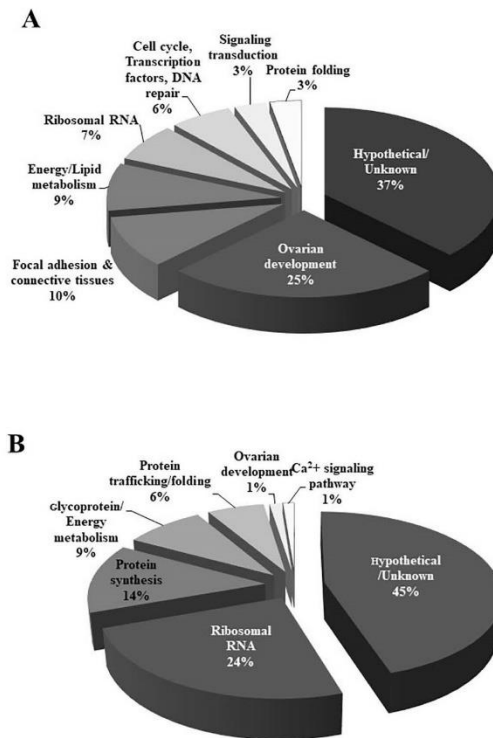 A
Cell cycle,
Transcription
factors, DNA
repair
6%
Signaling
transduction
3%
Protein folding
3%
Ribosomal RNA
7%
Energy/Lipid
metabolism
9%
Focal adhesion &
connective tissues
10%
Hypothetical/
Unknown
37%
Ovarian
development
25%
B
Protein
trafficking/folding
6%
Ovarian
development
1%
Ca²⁺ signaling
pathway
1%
Glycoprotein/
Energy
metabolism
9%
Protein
synthesis
14%
Hypothetical
/Unknown
45%
Ribosomal
RNA
24%